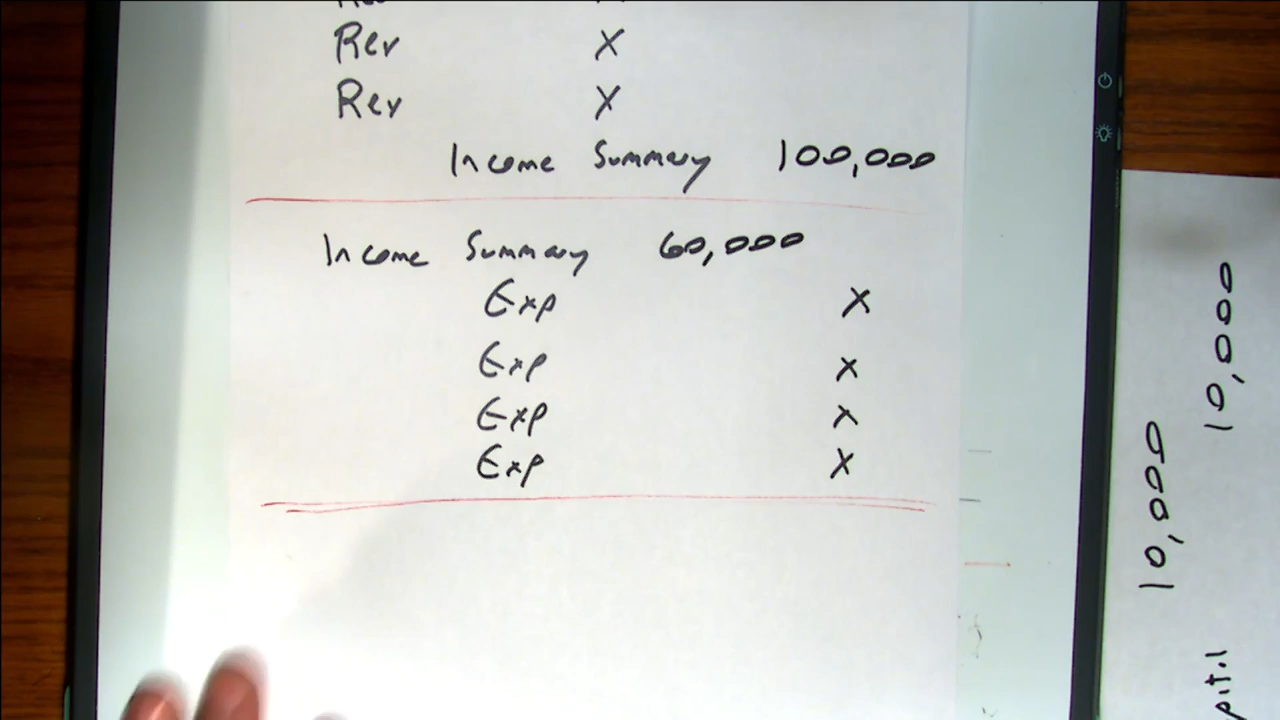 Rev X
Rev X
Income Summary 100,000
Income Summary 60,000
Exp X
Exp X
Exp X
Exp X
10,000
10,000